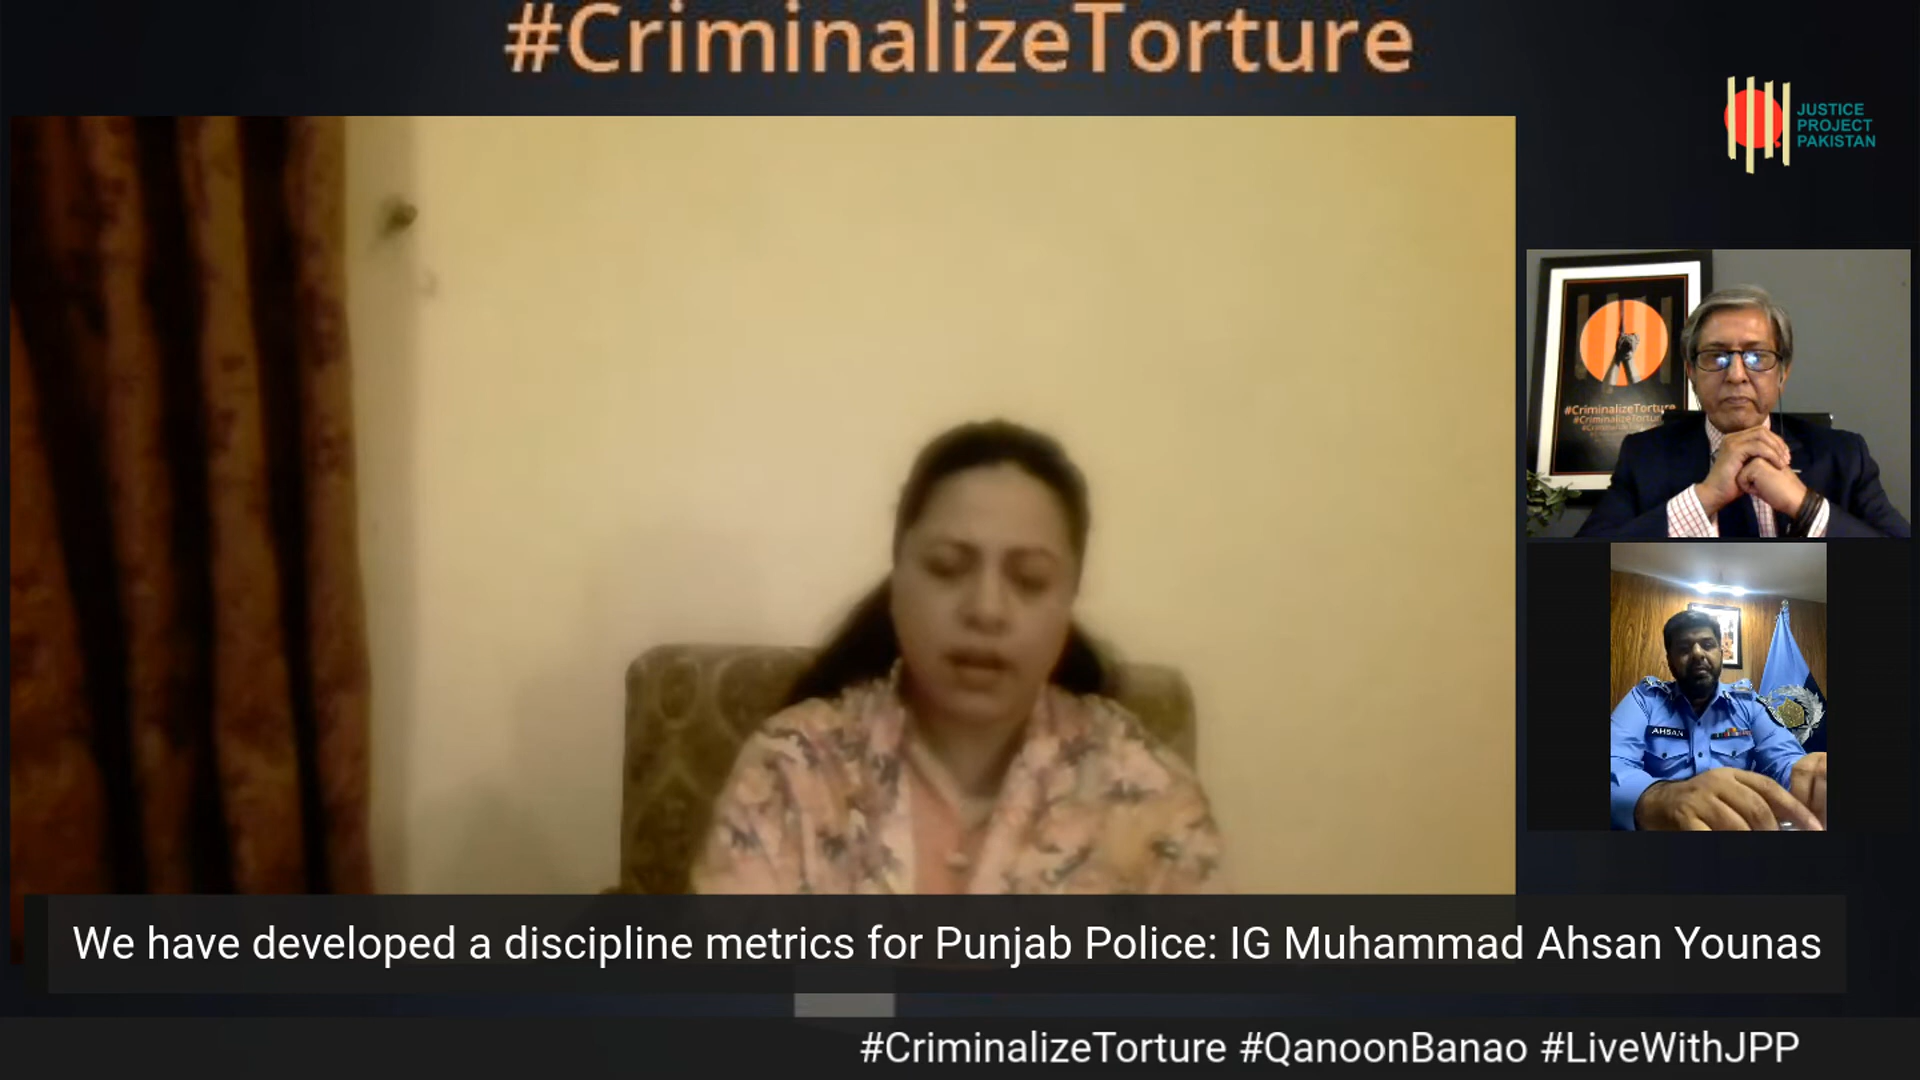 #CriminalizeTorture
JUSTICE
PROJECT
PAKISTAN
#CriminalizeTorture
#CriminalizeTortur
AHSAN
We have developed a discipline metrics for Punjab Police: IG Muhammad Ahsan Younas
#CriminalizeTorture #QanoonBanao #LiveWithJPP